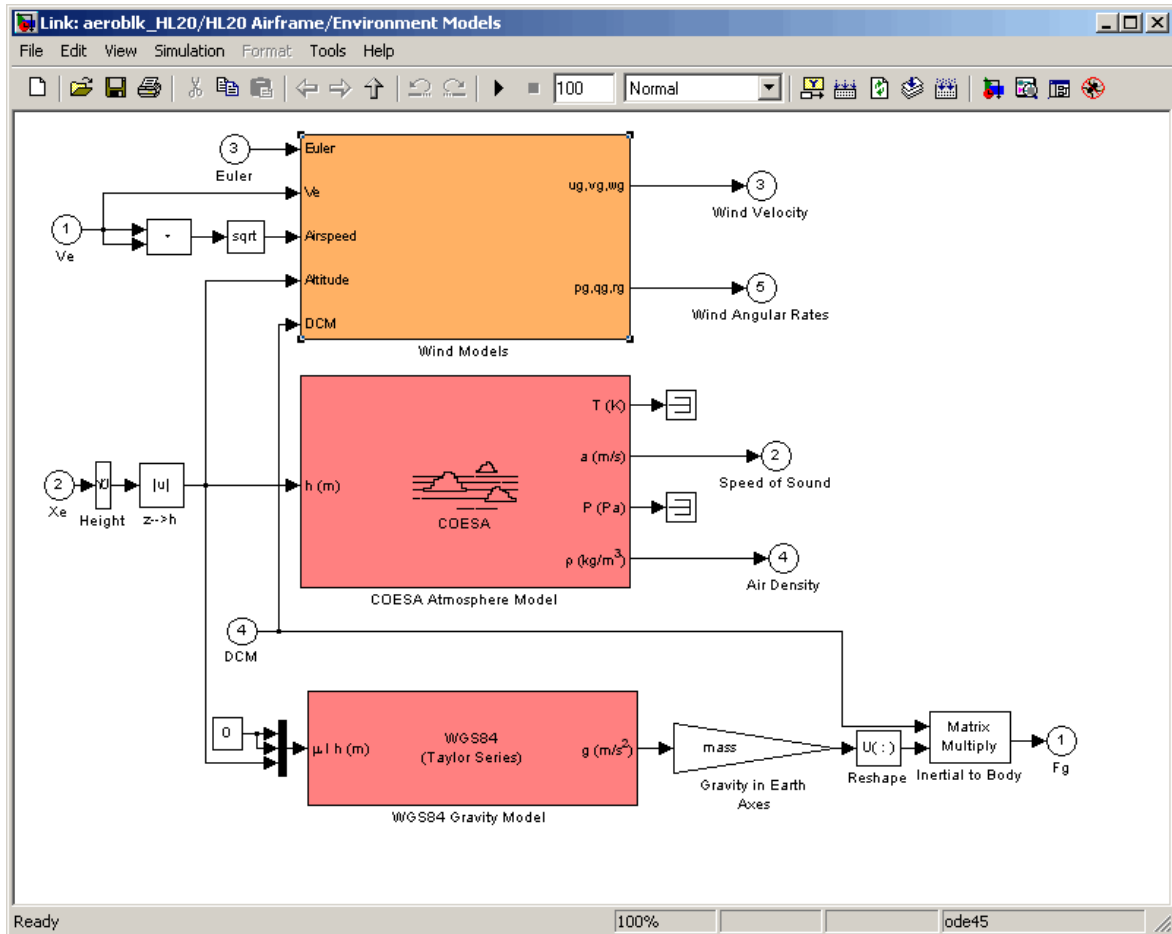 Link: aeroblk_HL20/HL20 Airframe/Environment Models
File Edit View Simulation Format Tools Help
100 Normal
3
Euler
Euler
Ve
1
Ve
sqrt
Airspeed
Altitude
DCM
ug,vg,wg
3
Wind Velocity
pg,qg,rg
5
Wind Angular Rates
Wind Models
T (K)
a (m/s)
2
Speed of Sound
P (Pa)
ρ (kg/m³)
4
Air Density
h (m)
COESA
COESA Atmosphere Model
2
Xe
Height
|u|
z-->h
4
DCM
0
μ l h (m)
WGS84
(Taylor Series)
g (m/s²)
WGS84 Gravity Model
mass
Gravity in Earth
Axes
U( : )
Reshape
Matrix
Multiply
Inertial to Body
1
Fg
Ready 100% ode45